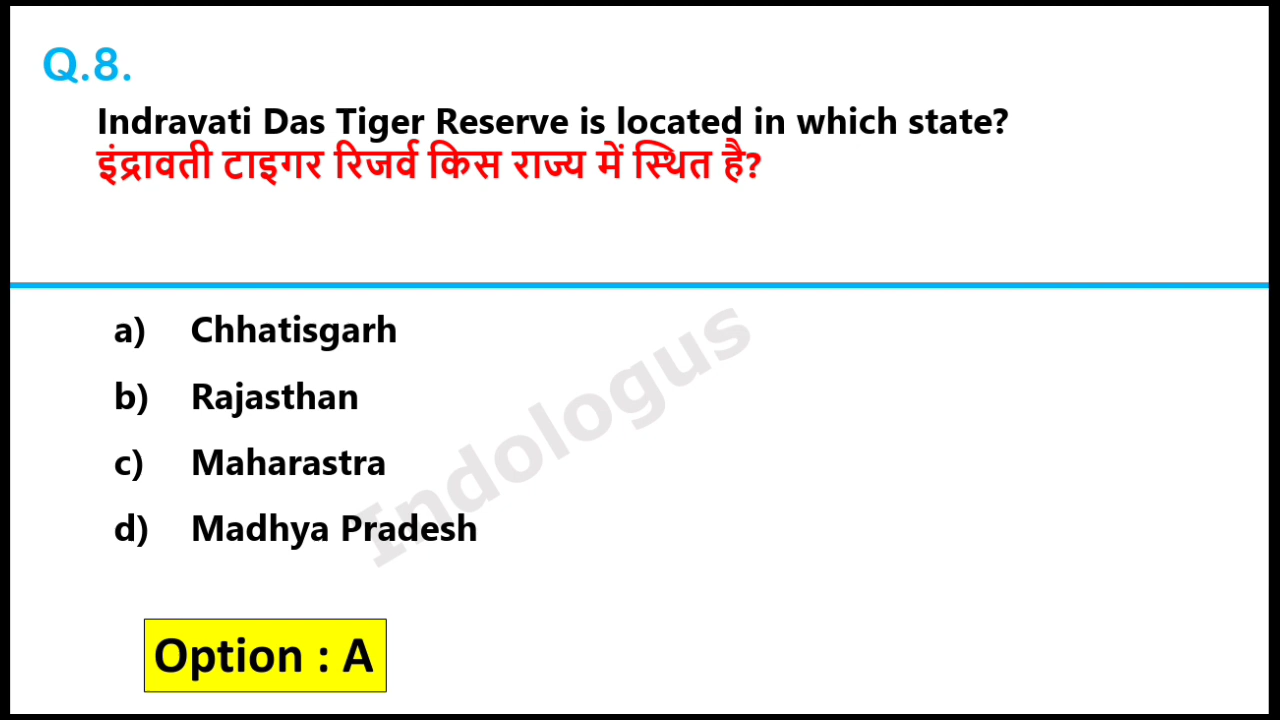 Q.8.
Indravati Das Tiger Reserve is located in which state?
इंद्रावती टाइगर रिजर्व किस राज्य में स्थित है?
a) Chhatisgarh
b) Rajasthan
c) Maharastra
d) Madhya Pradesh
Indologus
Option : A